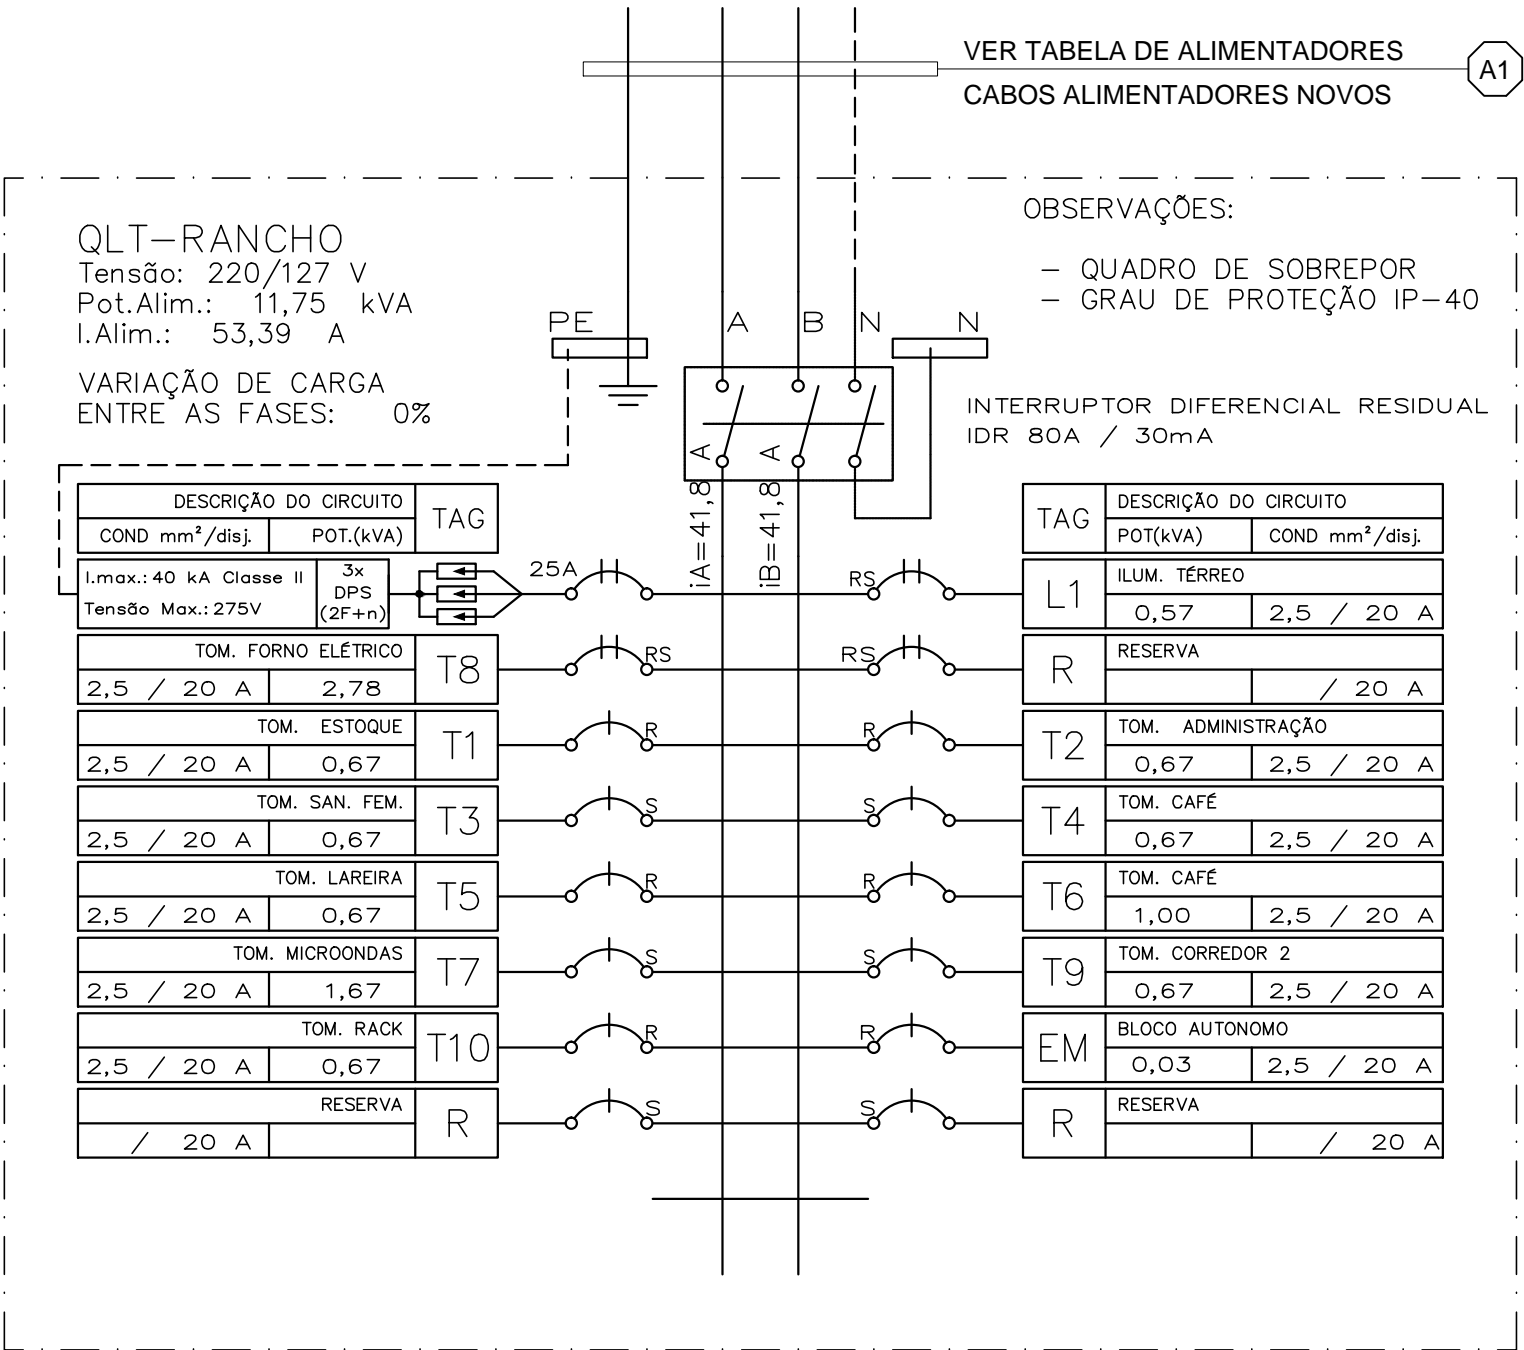 VER TABELA DE ALIMENTADORES
CABOS ALIMENTADORES NOVOS
A1
QLT-RANCHO
Tensão: 220/127 V
Pot.Alim.: 11,75 kVA
I.Alim.: 53,39 A
VARIAÇÃO DE CARGA
ENTRE AS FASES: 0%
OBSERVAÇÕES:
- QUADRO DE SOBREPOR
- GRAU DE PROTEÇÃO IP-40
PE A B N N
INTERRUPTOR DIFERENCIAL RESIDUAL
IDR 80A / 30mA
iA=41,8 A
iB=41,8 A
DESCRIÇÃO DO CIRCUITO
COND mm²/disj. POT.(kVA)
TAG
TAG
DESCRIÇÃO DO CIRCUITO
POT(kVA) COND mm²/disj.
I.max.: 40 kA Classe II
Tensão Max.: 275V
3x
DPS
(2F+n)
25A
RS
L1
ILUM. TÉRREO
0,57 2,5 / 20 A
TOM. FORNO ELÉTRICO
2,5 / 20 A 2,78
T8
RS
RS
R
RESERVA
/ 20 A
TOM. ESTOQUE
2,5 / 20 A 0,67
T1
R
R
T2
TOM. ADMINISTRAÇÃO
0,67 2,5 / 20 A
TOM. SAN. FEM.
2,5 / 20 A 0,67
T3
S
S
T4
TOM. CAFÉ
0,67 2,5 / 20 A
TOM. LAREIRA
2,5 / 20 A 0,67
T5
R
R
T6
TOM. CAFÉ
1,00 2,5 / 20 A
TOM. MICROONDAS
2,5 / 20 A 1,67
T7
S
S
T9
TOM. CORREDOR 2
0,67 2,5 / 20 A
TOM. RACK
2,5 / 20 A 0,67
T10
R
R
EM
BLOCO AUTONOMO
0,03 2,5 / 20 A
RESERVA
/ 20 A
R
S
S
R
RESERVA
/ 20 A